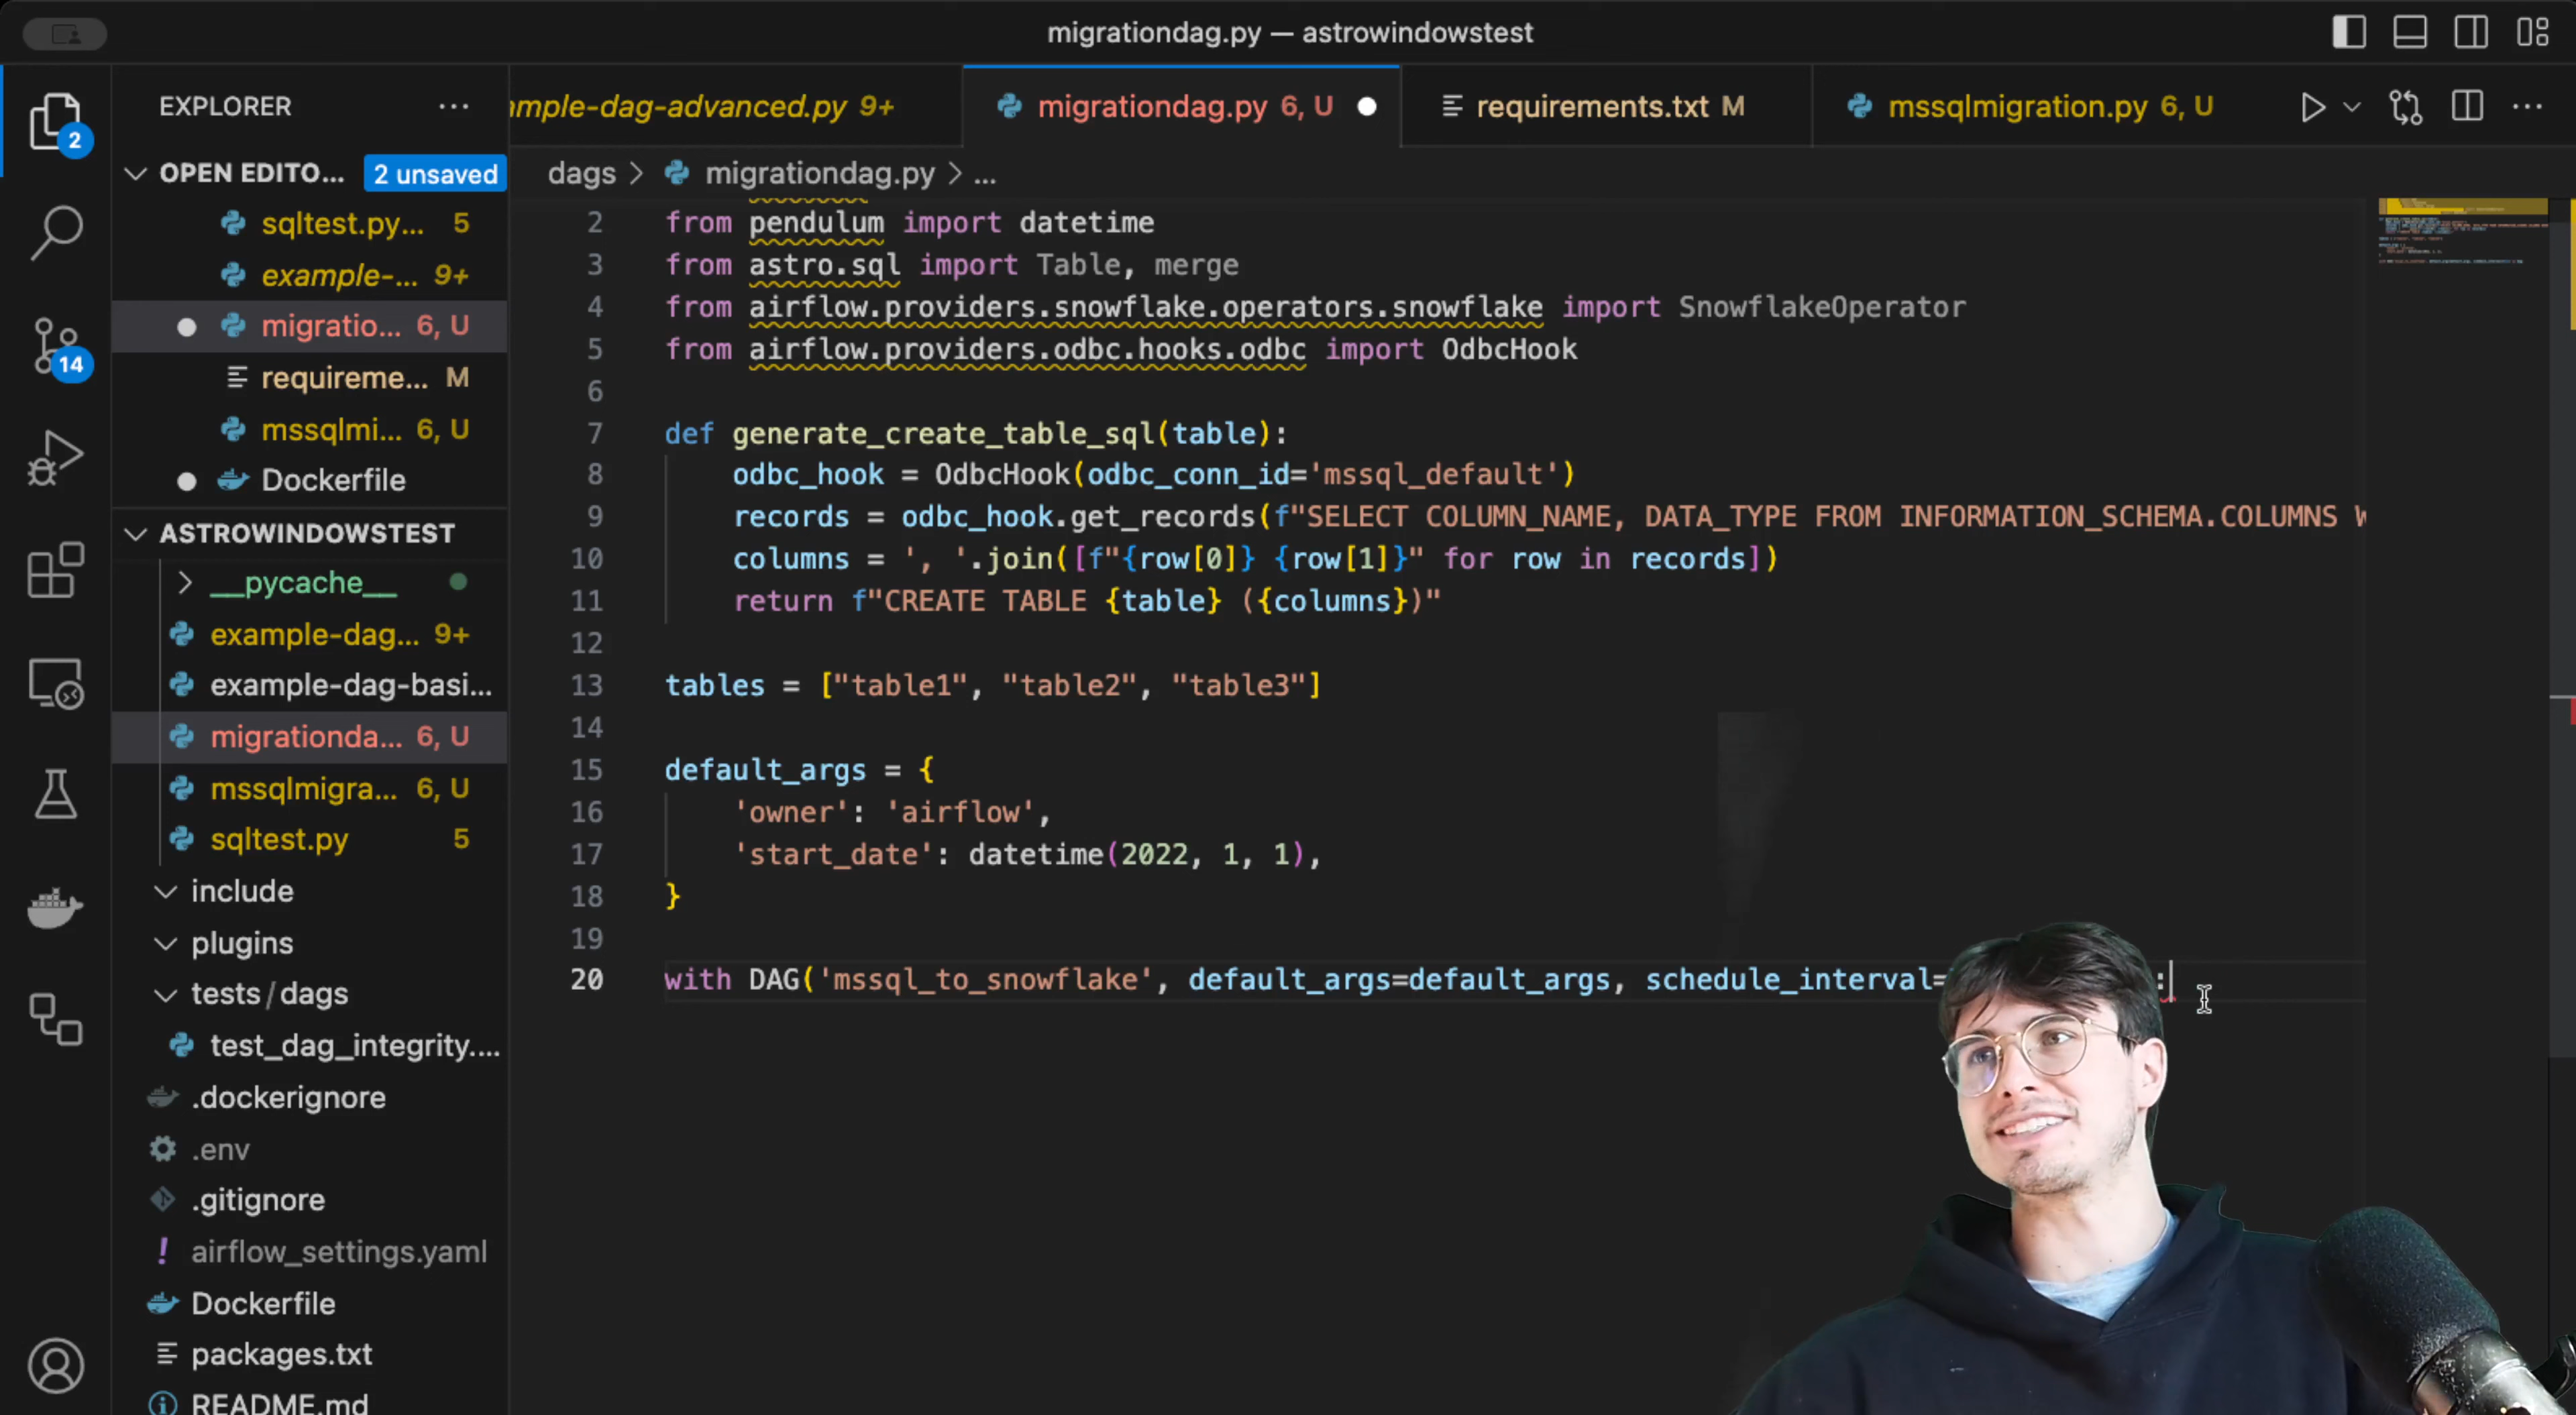 migrationdag.py — astrowindowstest
EXPLORER
mple-dag-advanced.py 9+
migrationdag.py 6, U
requirements.txt M
mssqlmigration.py 6, U
2
OPEN EDITO... 2 unsaved
dags > migrationdag.py > ...
sqltest.py... 5
example-... 9+
migratio... 6, U
requireme... M
mssqlmi... 6, U
Dockerfile
14
ASTROWINDOWSTEST
__pycache__
example-dag... 9+
example-dag-basi...
migrationda... 6, U
mssqlmigra... 6, U
sqltest.py 5
include
plugins
tests/dags
test_dag_integrity....
.dockerignore
.env
.gitignore
! airflow_settings.yaml
Dockerfile
packages.txt
README.md
2 from pendulum import datetime
3 from astro.sql import Table, merge
4 from airflow.providers.snowflake.operators.snowflake import SnowflakeOperator
5 from airflow.providers.odbc.hooks.odbc import OdbcHook
6
7 def generate_create_table_sql(table):
8 odbc_hook = OdbcHook(odbc_conn_id='mssql_default')
9 records = odbc_hook.get_records(f"SELECT COLUMN_NAME, DATA_TYPE FROM INFORMATION_SCHEMA.COLUMNS W
10 columns = ', '.join([f"{row[0]} {row[1]}" for row in records])
11 return f"CREATE TABLE {table} ({columns})"
12
13 tables = ["table1", "table2", "table3"]
14
15 default_args = {
16 'owner': 'airflow',
17 'start_date': datetime(2022, 1, 1),
18 }
19
20 with DAG('mssql_to_snowflake', default_args=default_args, schedule_interval= :